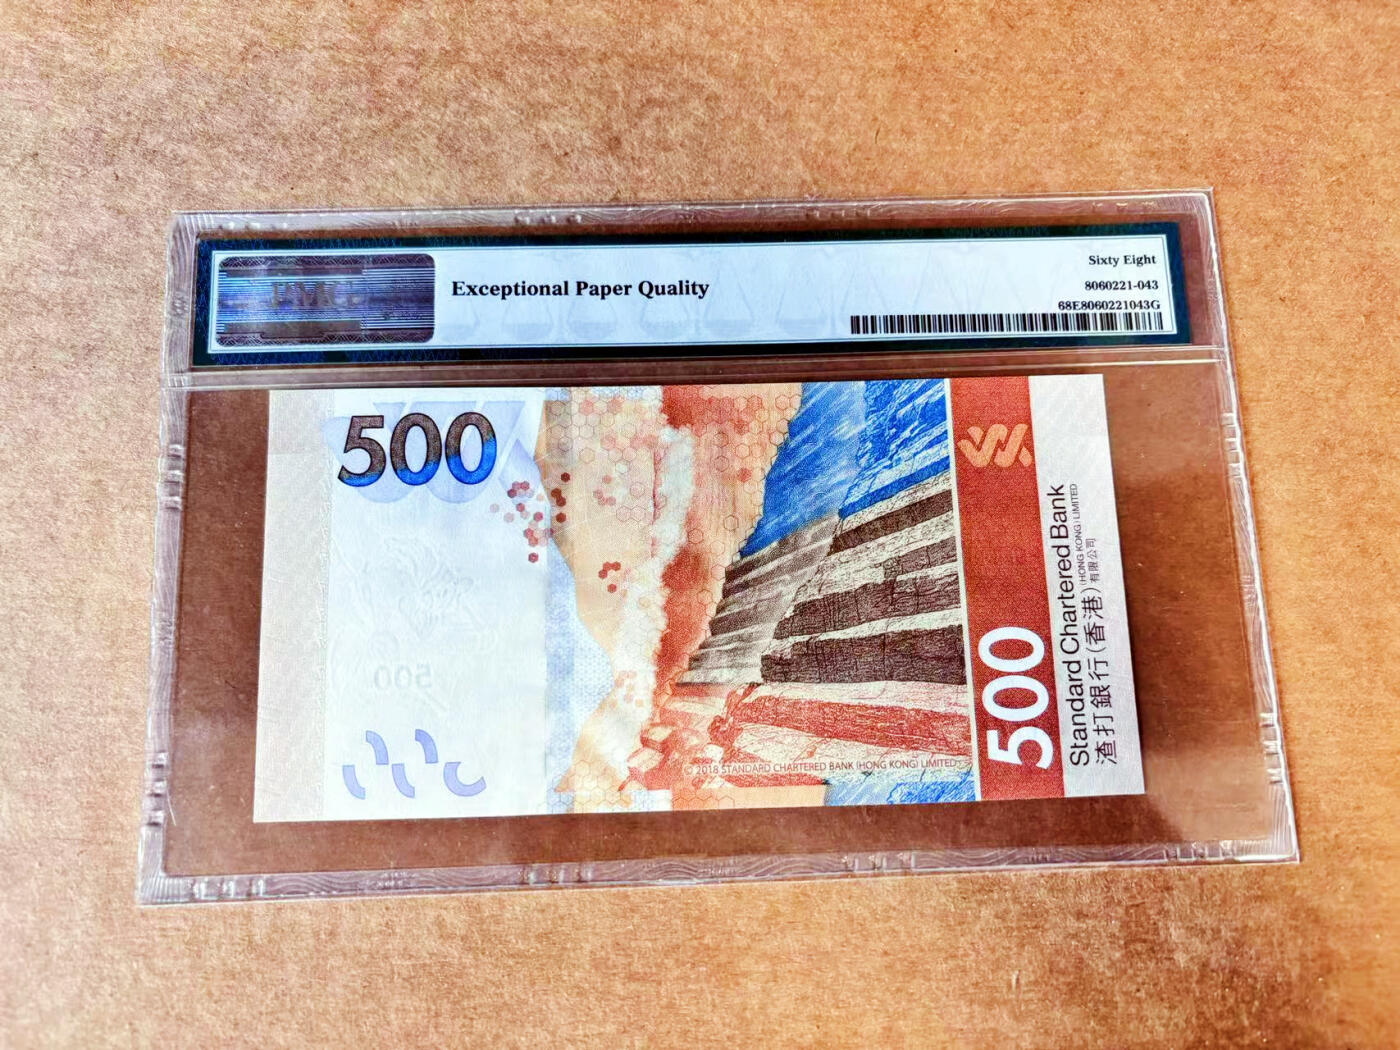 PMG
Exceptional Paper Quality
Sixty Eight
8060221-043
68E8060221043G
500
500
© 2018 STANDARD CHARTERED BANK (HONG KONG) LIMITED
500
Standard Chartered Bank
(HONG KONG) LIMITED
渣打銀行(香港)有限公司